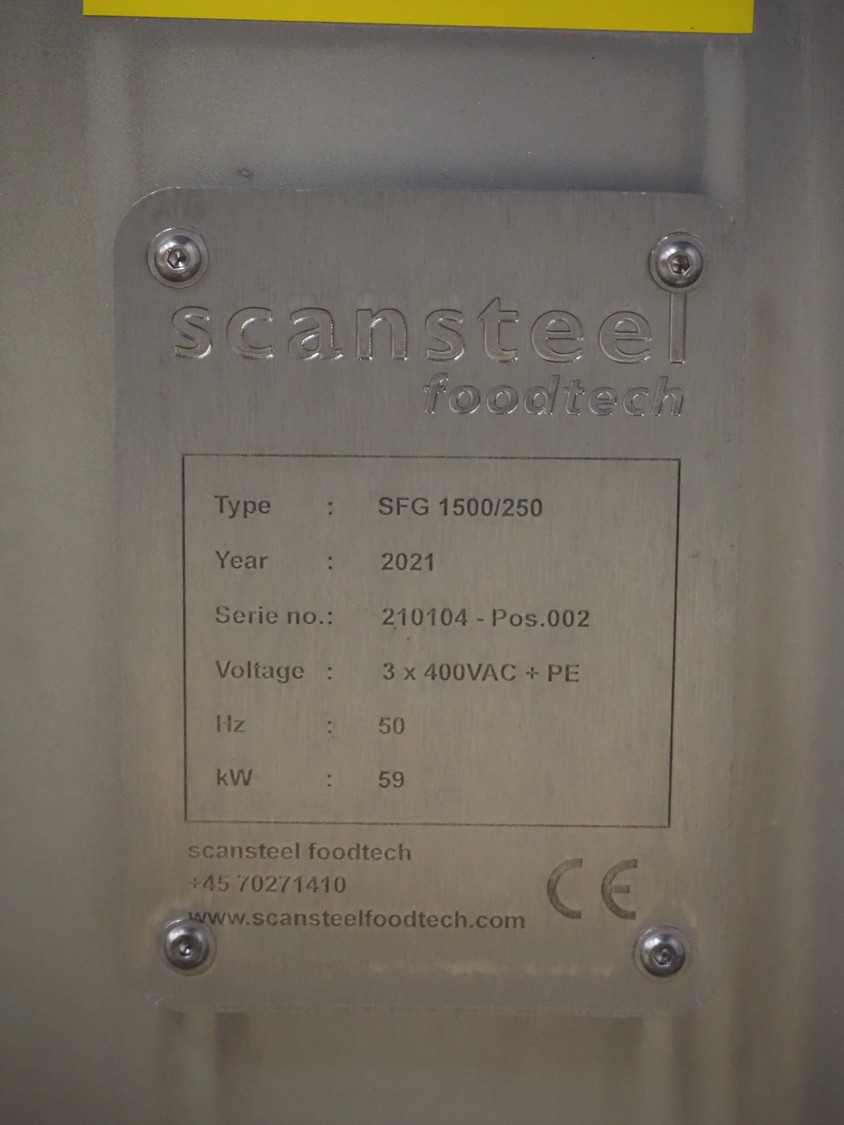 scansteel
foodtech
Type : SFG 1500/250
Year : 2021
Serie no.: 210104 - Pos.002
Voltage : 3 x 400VAC + PE
Hz : 50
kW : 59
scansteel foodtech
+45 70271410
www.scansteelfoodtech.com
CE